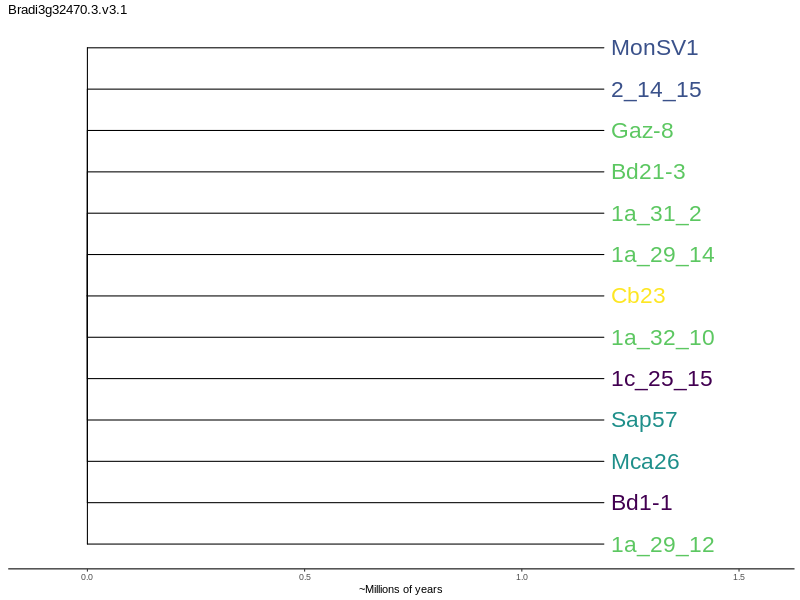 Bradi3g32470.3.v3.1
MonSV1
2_14_15
Gaz-8
Bd21-3
1a_31_2
1a_29_14
Cb23
1a_32_10
1c_25_15
Sap57
Mca26
Bd1-1
1a_29_12
0.0 0.5 1.0 1.5
~Millions of years